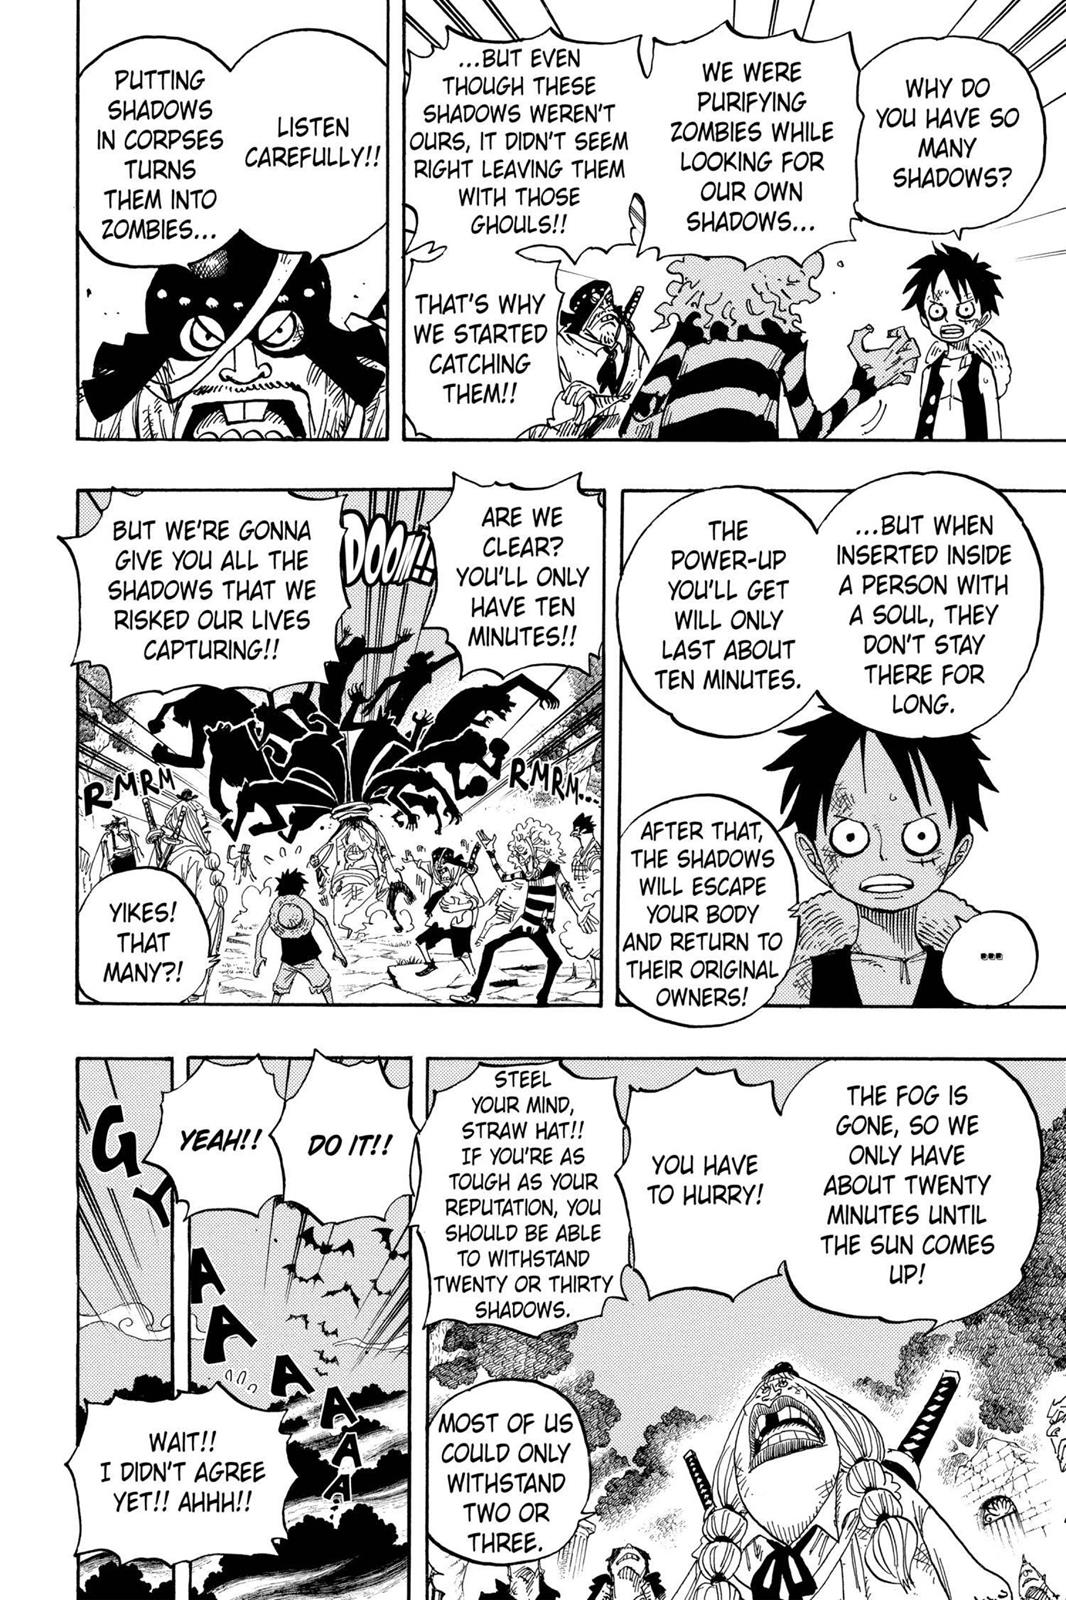 WHY DO
YOU HAVE SO
MANY
SHADOWS?
WE WERE
PURIFYING
ZOMBIES WHILE
LOOKING FOR
OUR OWN
SHADOWS...
...BUT EVEN
THOUGH THESE
SHADOWS WEREN'T
OURS, IT DIDN'T SEEM
RIGHT LEAVING THEM
WITH THOSE
GHOULS!!
THAT'S WHY
WE STARTED
CATCHING
THEM!!
LISTEN
CAREFULLY!!
PUTTING
SHADOWS
IN CORPSES
TURNS
THEM INTO
ZOMBIES...
...BUT WHEN
INSERTED INSIDE
A PERSON WITH
A SOUL, THEY
DON'T STAY
THERE FOR
LONG.
THE
POWER-UP
YOU'LL GET
WILL ONLY
LAST ABOUT
TEN MINUTES.
AFTER THAT,
THE SHADOWS
WILL ESCAPE
YOUR BODY
AND RETURN TO
THEIR ORIGINAL
OWNERS!
...
ARE WE
CLEAR?
YOU'LL ONLY
HAVE TEN
MINUTES!!
DOOM!!
BUT WE'RE GONNA
GIVE YOU ALL THE
SHADOWS THAT WE
RISKED OUR LIVES
CAPTURING!!
RMRM
RMRM...
YIKES!
THAT
MANY?!
THE FOG IS
GONE, SO WE
ONLY HAVE
ABOUT TWENTY
MINUTES UNTIL
THE SUN COMES
UP!
YOU HAVE
TO HURRY!
STEEL
YOUR MIND,
STRAW HAT!!
IF YOU'RE AS
TOUGH AS YOUR
REPUTATION, YOU
SHOULD BE ABLE
TO WITHSTAND
TWENTY OR THIRTY
SHADOWS.
MOST OF US
COULD ONLY
WITHSTAND
TWO OR
THREE.
DO IT!!
YEAH!!
GYAAAAAAA
WAIT!!
I DIDN'T AGREE
YET!! AHHH!!